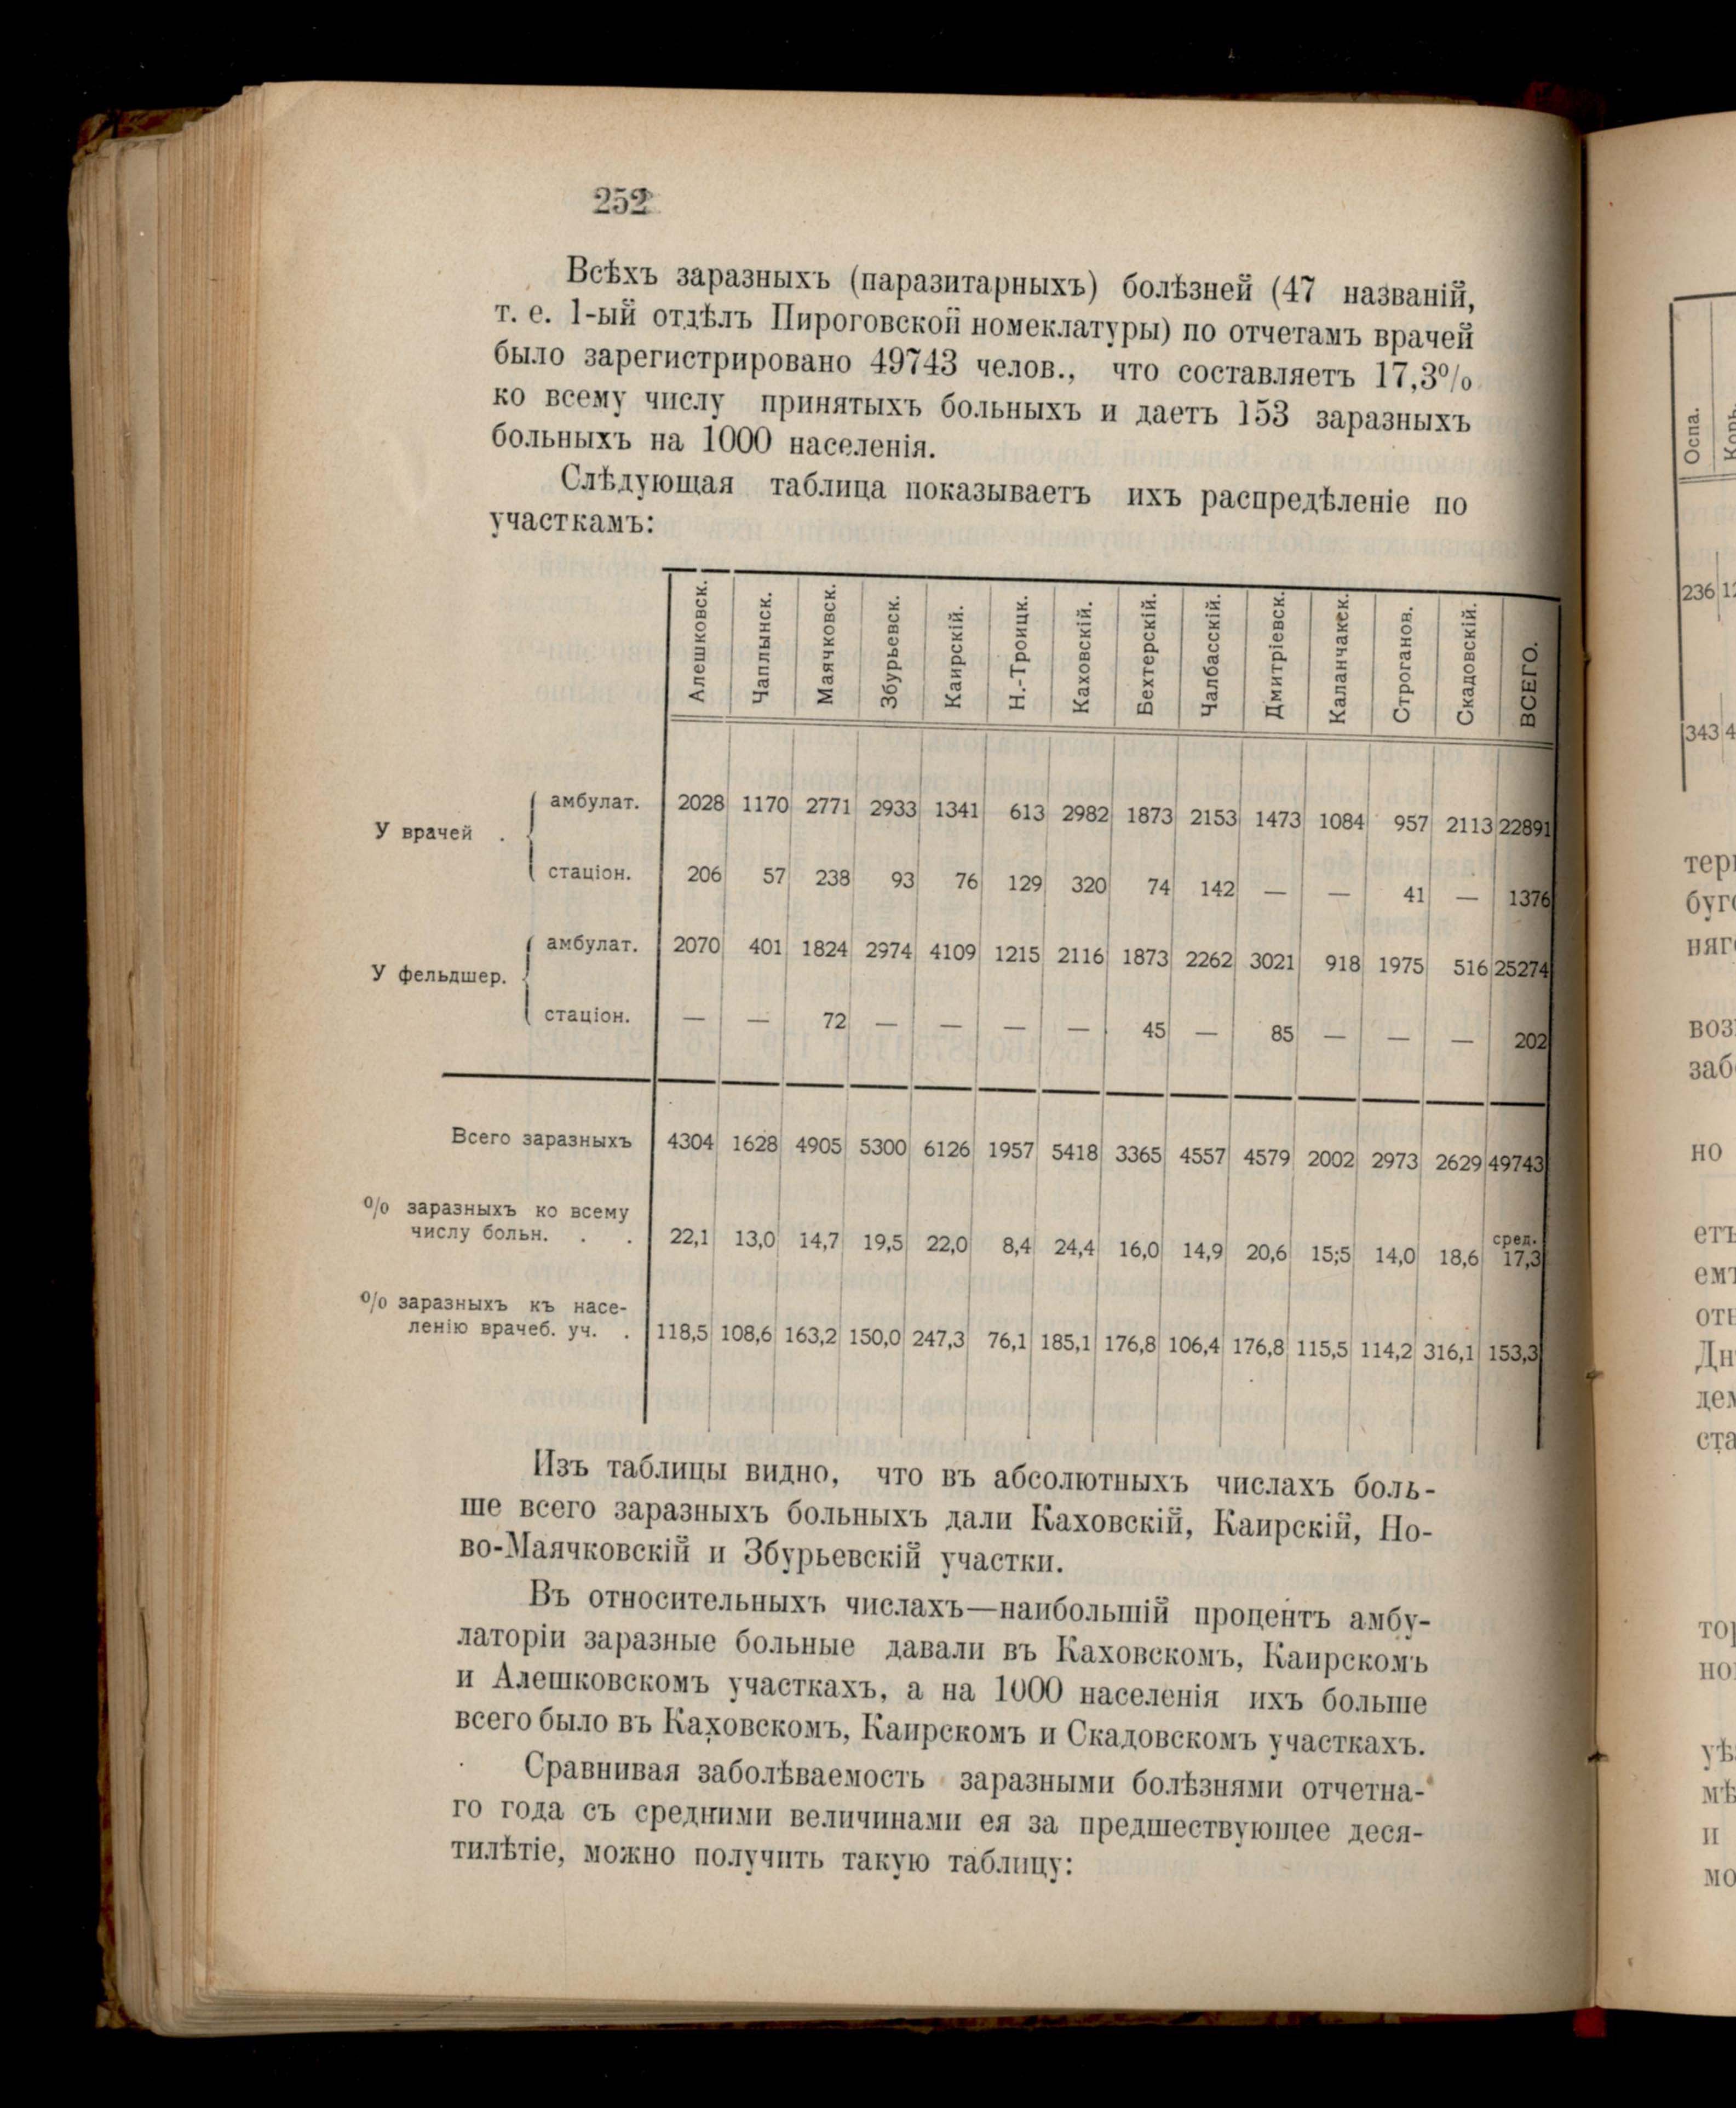 252
Всѣхъ заразныхъ (паразитарныхъ) болѣзней (47 названій,
т. е. 1-ый отдѣлъ Пироговской номеклатуры) по отчетамъ врачей
было зарегистрировано 49743 челов., что составляетъ 17,3%
ко всему числу принятыхъ больныхъ и даетъ 153 заразныхъ
больныхъ на 1000 населенія.
Слѣдующая таблица показываетъ ихъ распредѣленіе по
участкамъ:
Алешковск. Чаплынск. Маячковск. Збурьевск. Каирскій. Н.-Троицк. Каховскій. Бехтерскій. Чалбасскій. Дмитріевск. Каланчакск. Строганов. Скадовскій. ВСЕГО.
У врачей .
амбулат. 2028 1170 2771 2933 1341 613 2982 1873 2153 1473 1084 957 2113 22891
стаціон. 206 57 238 93 76 129 320 74 142 — — 41 — 1376
У фельдшер.
амбулат. 2070 401 1824 2974 4109 1215 2116 1873 2262 3021 918 1975 516 25274
стаціон. — — 72 — — — — 45 — 85 — — — 202
Всего заразныхъ 4304 1628 4905 5300 6126 1957 5418 3365 4557 4579 2002 2973 2629 49743
% заразныхъ ко всему
числу больн. . . 22,1 13,0 14,7 19,5 22,0 8,4 24,4 16,0 14,9 20,6 15;5 14,0 18,6 сред. 17,3
% заразныхъ къ насе-
ленію врачеб. уч. . 118,5 108,6 163,2 150,0 247,3 76,1 185,1 176,8 106,4 176,8 115,5 114,2 316,1 153,3
Изъ таблицы видно, что въ абсолютныхъ числахъ боль-
ше всего заразныхъ больныхъ дали Каховскій, Каирскій, Но-
во-Маячковскій и Збурьевскій участки.
Въ относительныхъ числахъ—наибольшій процентъ амбу-
латоріи заразные больные давали въ Каховскомъ, Каирскомъ
и Алешковскомъ участкахъ, а на 1000 населенія ихъ больше
всего было въ Каховскомъ, Каирскомъ и Скадовскомъ участкахъ.
Сравнивая заболѣваемость заразными болѣзнями отчетна-
го года съ средними величинами ея за предшествующее деся-
тилѣтіе, можно получить такую таблицу:
Оспа.
236
343